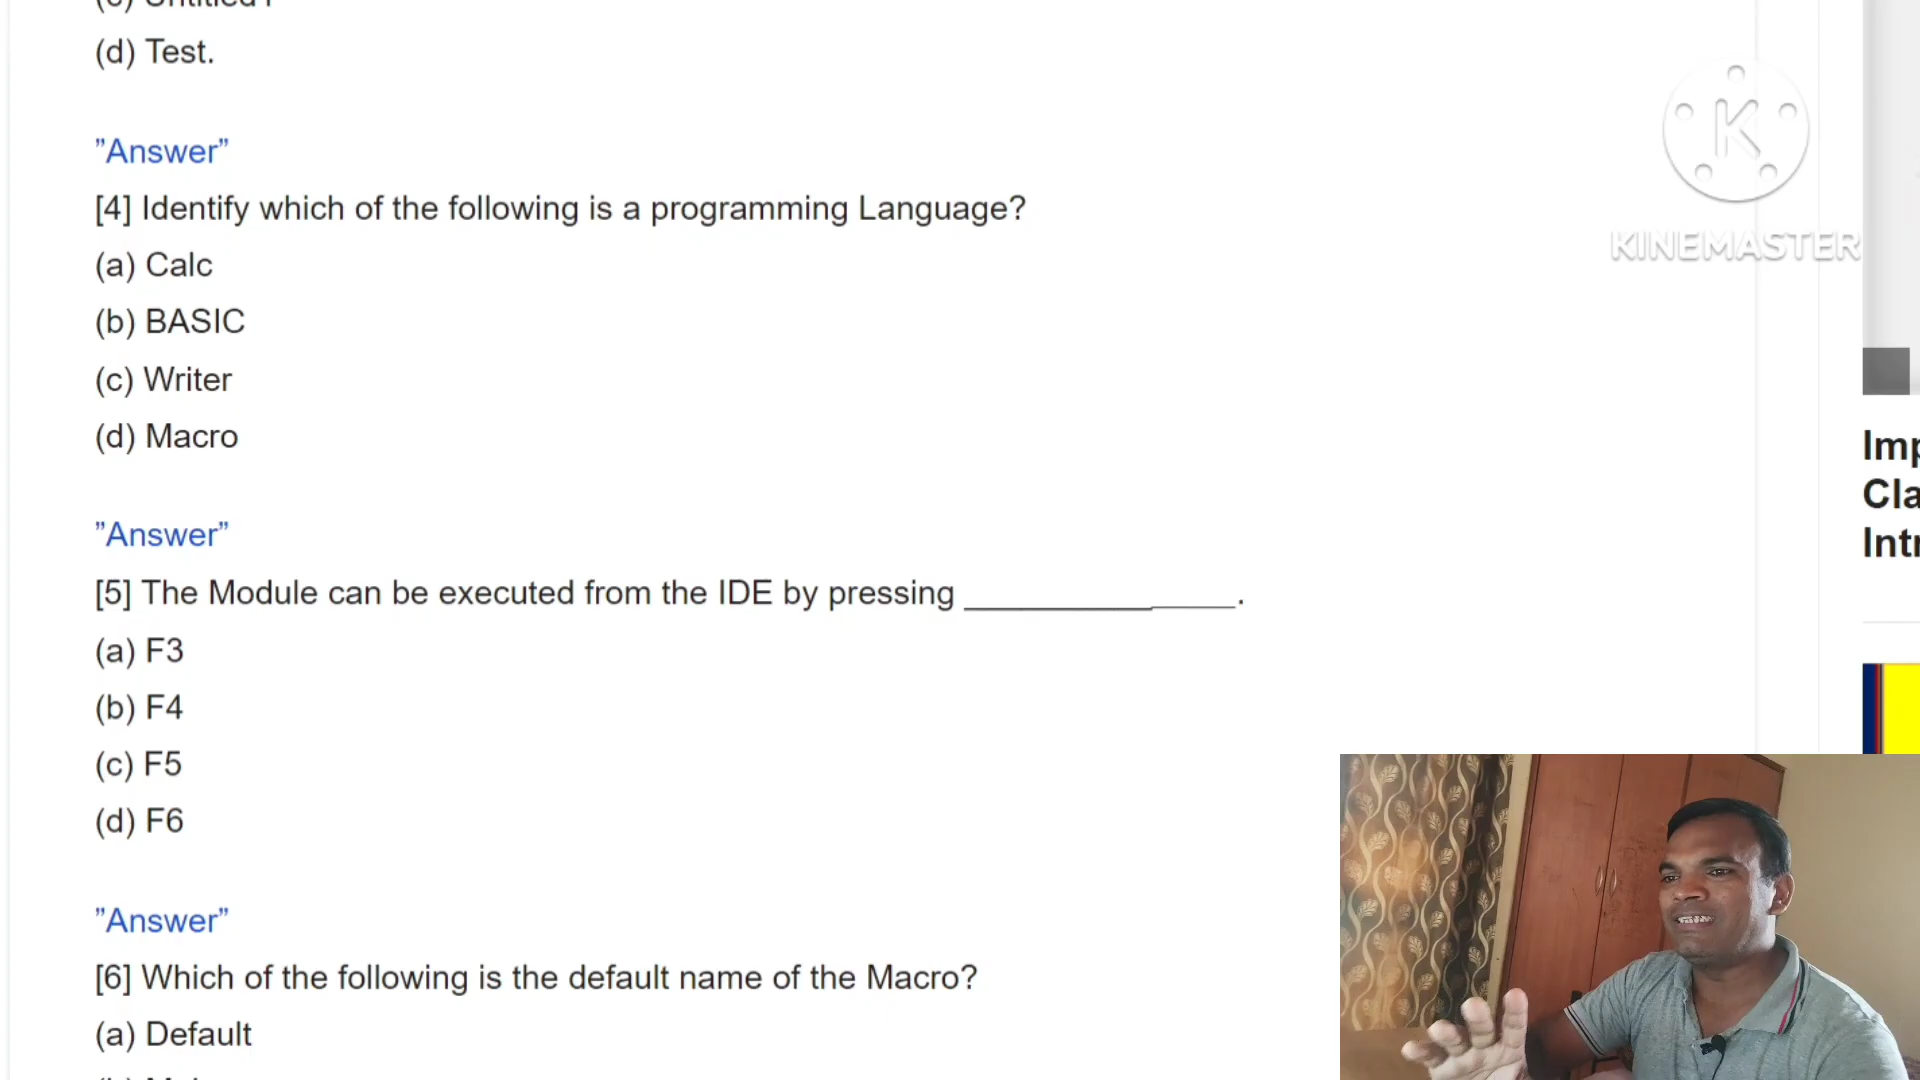 (d) Test.
"Answer"
[4] Identify which of the following is a programming Language?
(a) Calc
(b) BASIC
(c) Writer
(d) Macro
"Answer"
[5] The Module can be executed from the IDE by pressing ________________.
(a) F3
(b) F4
(c) F5
(d) F6
"Answer"
[6] Which of the following is the default name of the Macro?
(a) Default
K
KINEMASTER